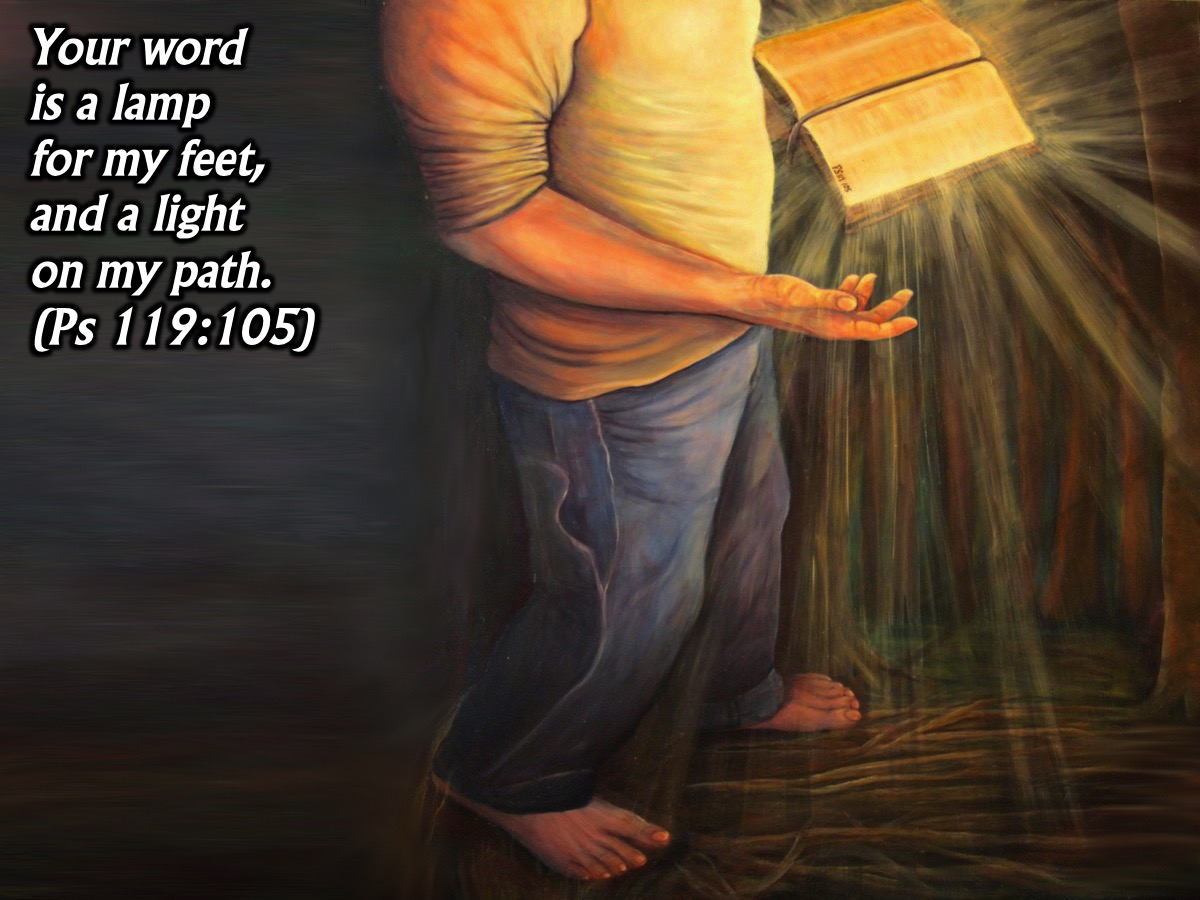 Your word
is a lamp
for my feet,
and a light
on my path.
(Ps 119:105)